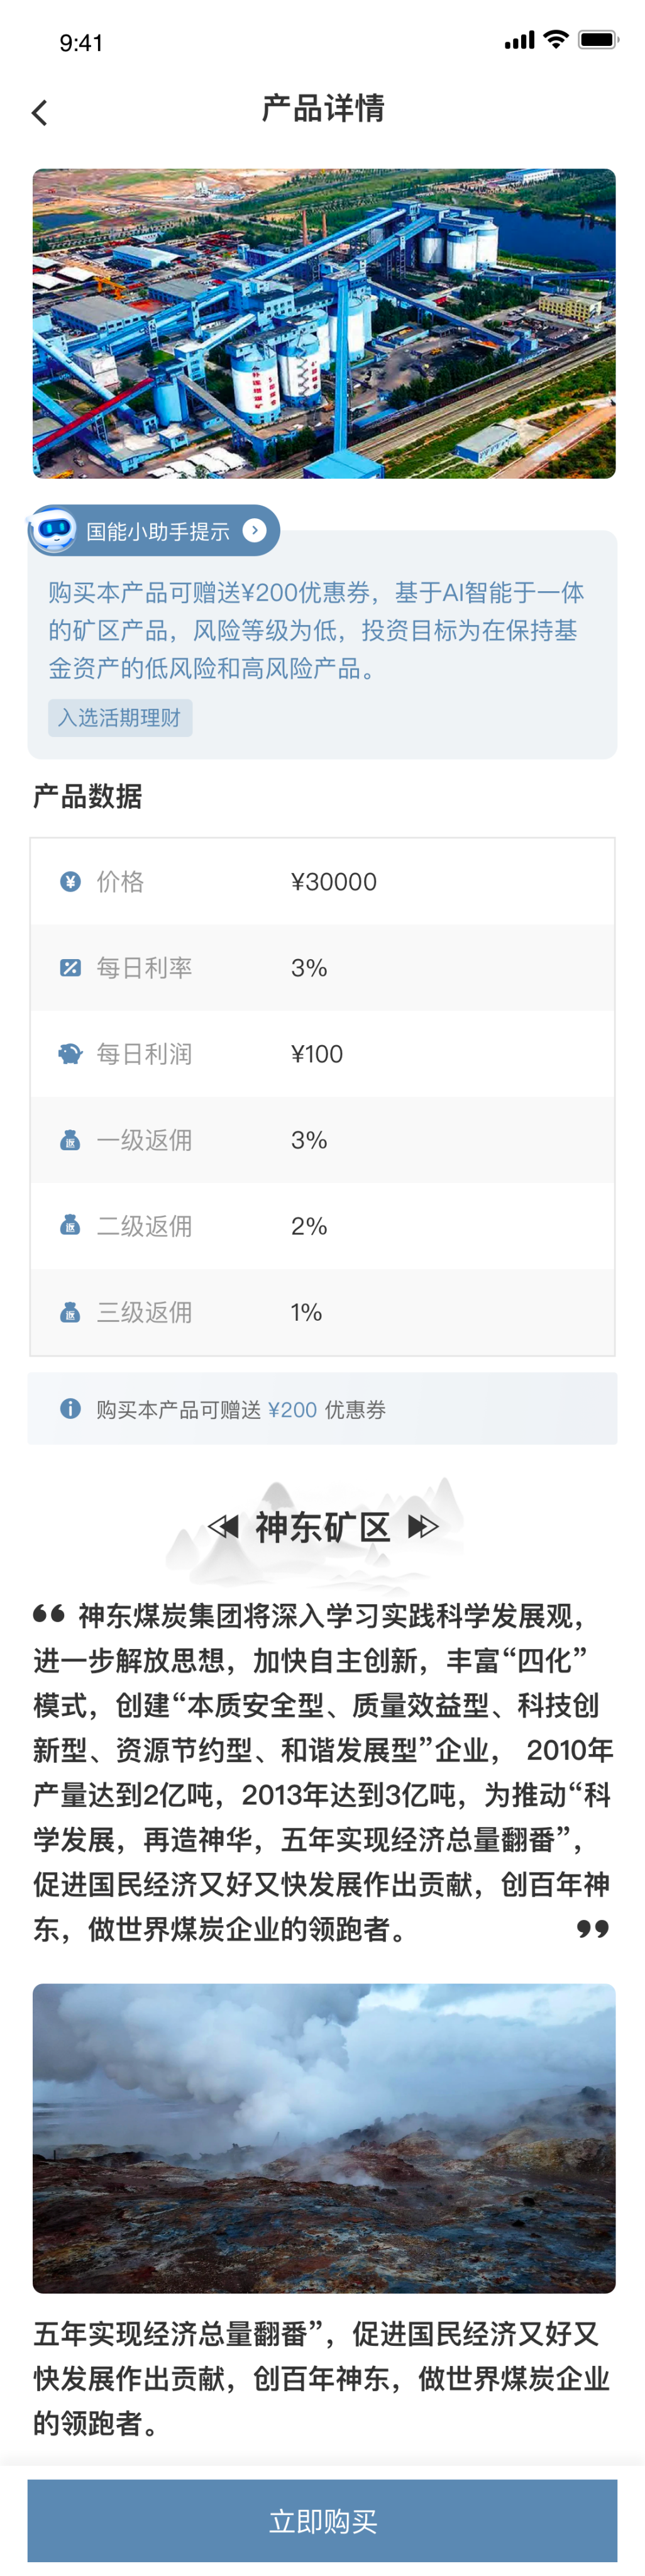 9:41
产品详情
国能小助手提示
购买本产品可赠送¥200优惠券，基于AI智能于一体
的矿区产品，风险等级为低，投资目标为在保持基
金资产的低风险和高风险产品。
入选活期理财
产品数据
价格 ¥30000
每日利率 3%
每日利润 ¥100
返 一级返佣 3%
返 二级返佣 2%
返 三级返佣 1%
购买本产品可赠送 ¥200 优惠券
神东矿区
“ 神东煤炭集团将深入学习实践科学发展观，
进一步解放思想，加快自主创新，丰富“四化”
模式，创建“本质安全型、质量效益型、科技创
新型、资源节约型、和谐发展型”企业， 2010年
产量达到2亿吨，2013年达到3亿吨，为推动“科
学发展，再造神华，五年实现经济总量翻番”，
促进国民经济又好又快发展作出贡献，创百年神
东，做世界煤炭企业的领跑者。 ”
五年实现经济总量翻番”，促进国民经济又好又
快发展作出贡献，创百年神东，做世界煤炭企业
的领跑者。
立即购买